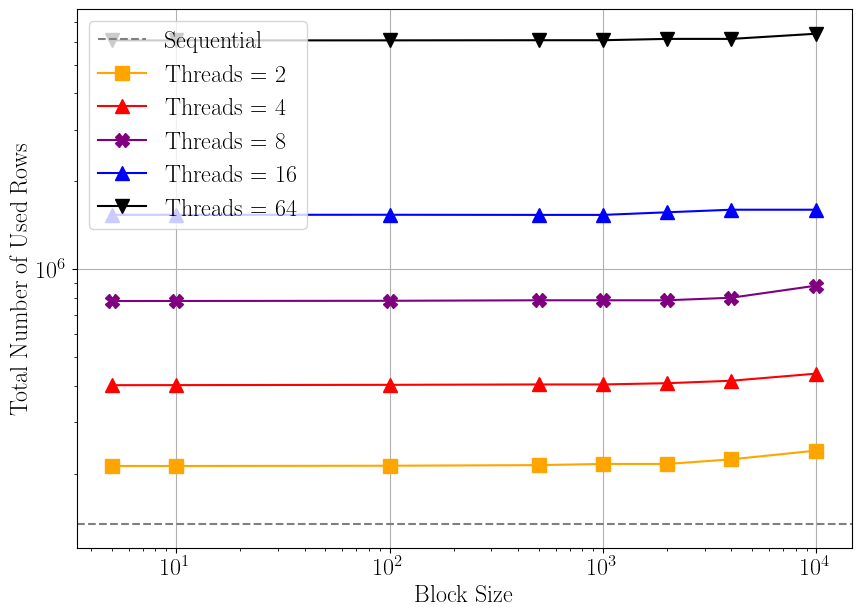 Sequential
Threads = 2
Threads = 4
Threads = 8
Threads = 16
Threads = 64
Total Number of Used Rows
10^6
10^1 10^2 10^3 10^4
Block Size